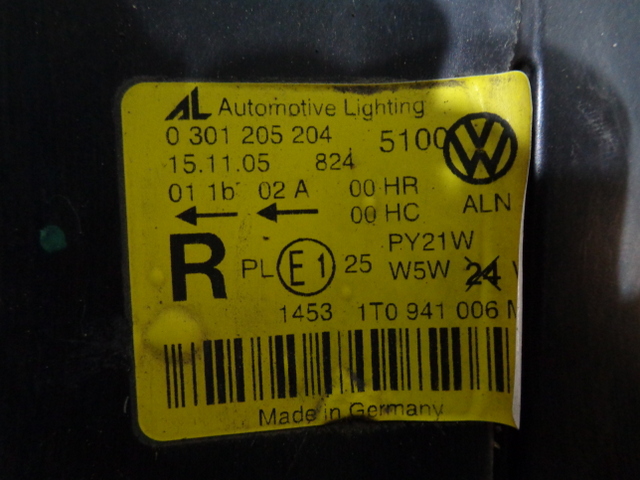 AL Automotive Lighting
0 301 205 204 5100
15.11.05 824
01 1b 02 A 00 HR
00 HC ALN
R PL E1 25 PY21W
W5W 24
1453 1T0 941 006
Made in Germany